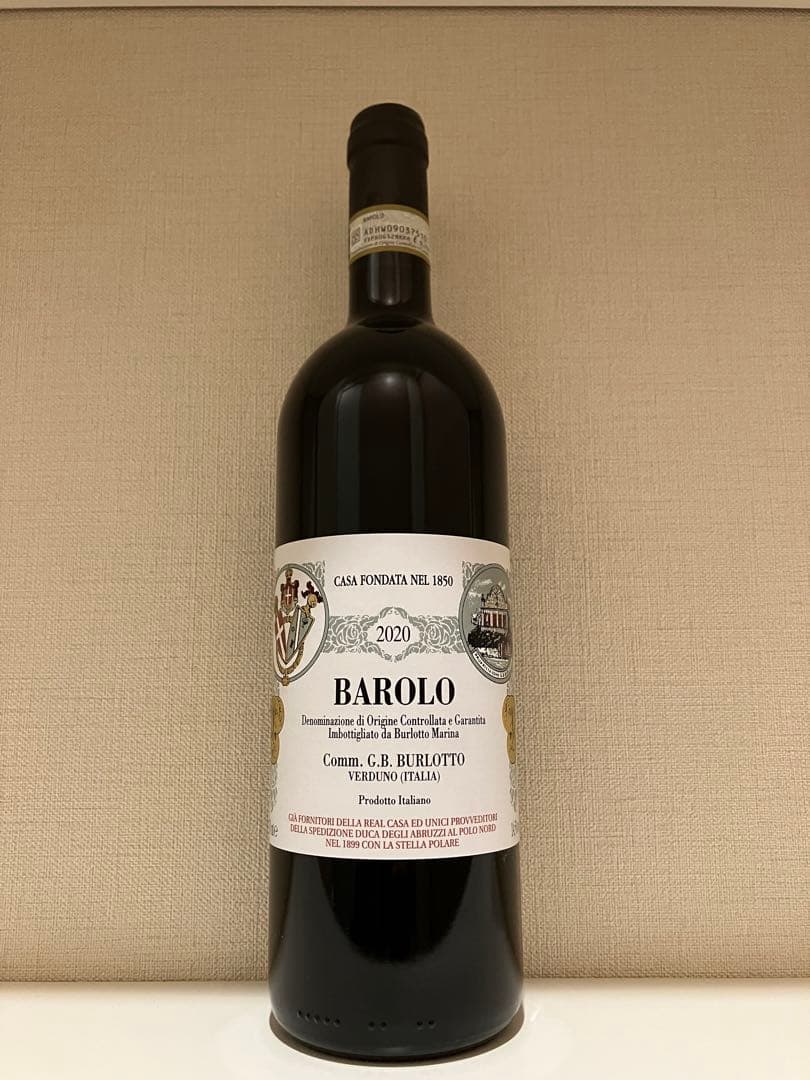 BAROLO
CASA FONDATA NEL 1850
2020
BAROLO
Denominazione di Origine Controllata e Garantita
Imbottigliato da Burlotto Marina
Comm. G.B. BURLOTTO
VERDUNO (ITALIA)
Prodotto Italiano
GIÀ FORNITORI DELLA REAL CASA ED UNICI PROVVEDITORI
DELLA SPEDIZIONE DUCA DEGLI ABRUZZI AL POLO NORD
NEL 1899 CON LA STELLA POLARE